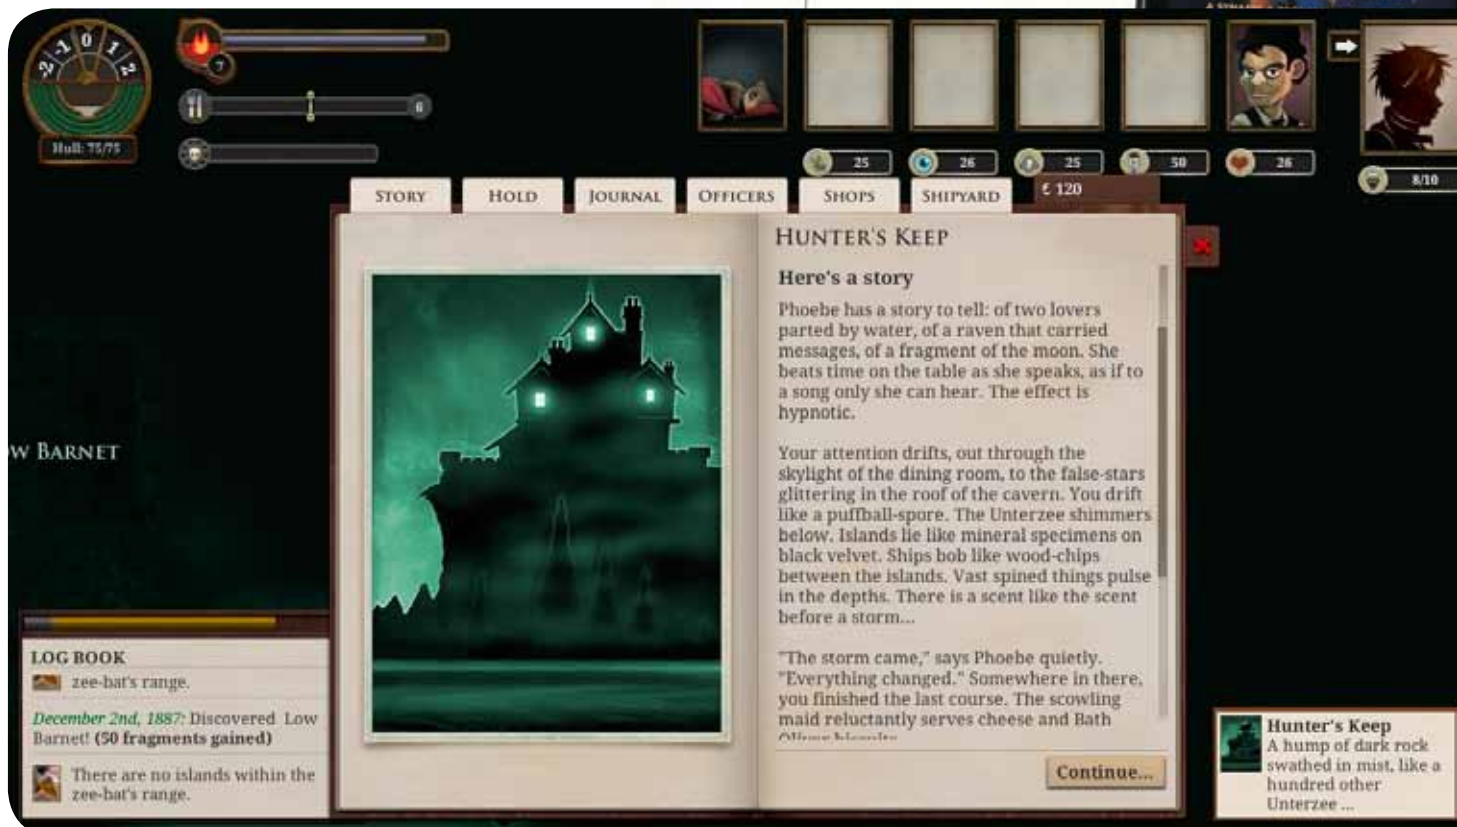 -2 -1 0 1 2
7
6
Hull: 75/75
25
26
25
50
26
8/10
STORY
HOLD
JOURNAL
OFFICERS
SHOPS
SHIPYARD
£ 120
HUNTER'S KEEP
Here's a story
Phoebe has a story to tell: of two lovers
parted by water, of a raven that carried
messages, of a fragment of the moon. She
beats time on the table as she speaks, as if to
a song only she can hear. The effect is
hypnotic.
Your attention drifts, out through the
skylight of the dining room, to the false-stars
glittering in the roof of the cavern. You drift
like a puffball-spore. The Unterzee shimmers
below. Islands lie like mineral specimens on
black velvet. Ships bob like wood-chips
between the islands. Vast spined things pulse
in the depths. There is a scent like the scent
before a storm...
"The storm came," says Phoebe quietly.
"Everything changed." Somewhere in there,
you finished the last course. The scowling
maid reluctantly serves cheese and Bath
Continue...
W BARNET
LOG BOOK
zee-bat's range.
December 2nd, 1887: Discovered Low
Barnet! (50 fragments gained)
There are no islands within the
zee-bat's range.
Hunter's Keep
A hump of dark rock
swathed in mist, like a
hundred other
Unterzee ...